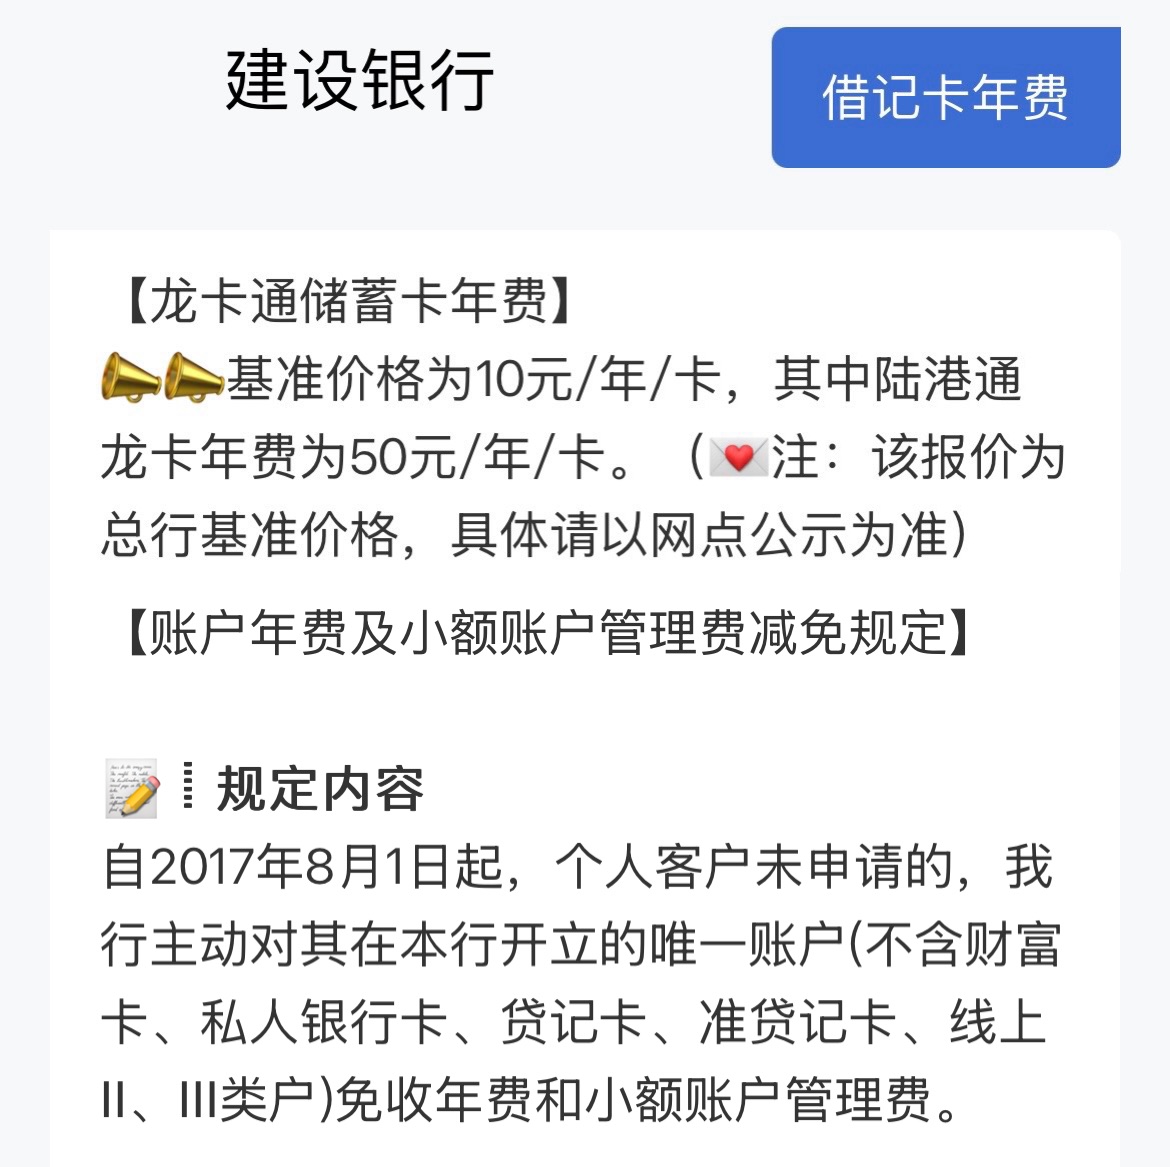 建设银行
借记卡年费
【龙卡通储蓄卡年费】
📣📣基准价格为10元/年/卡，其中陆港通
龙卡年费为50元/年/卡。（💌注：该报价为
总行基准价格，具体请以网点公示为准）
【账户年费及小额账户管理费减免规定】
📝┋规定内容
自2017年8月1日起，个人客户未申请的，我
行主动对其在本行开立的唯一账户(不含财富
卡、私人银行卡、贷记卡、准贷记卡、线上
II、III类户)免收年费和小额账户管理费。